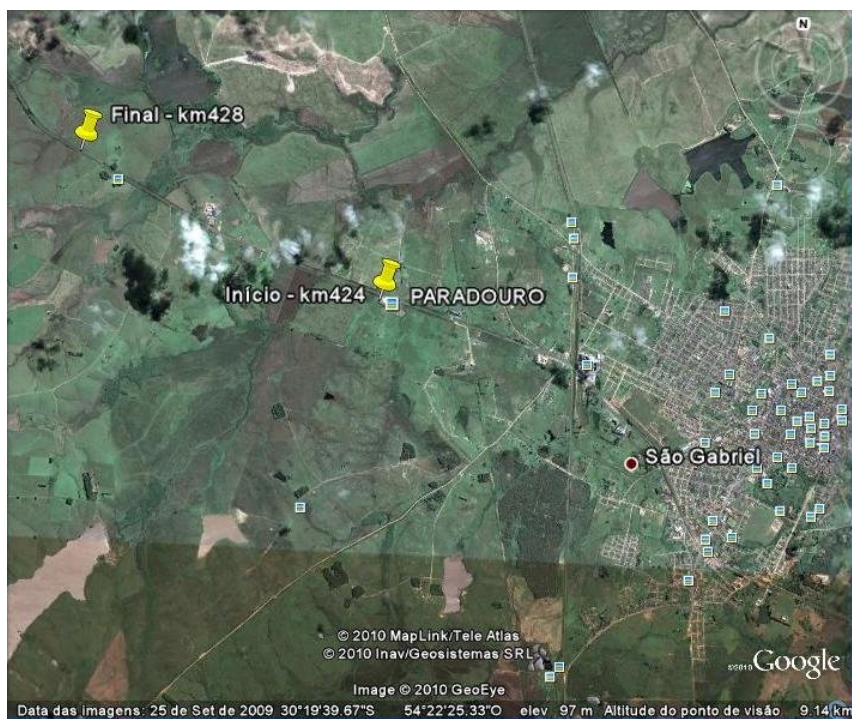 N
Final - km428
Início - km424
PARADOURO
São Gabriel
© 2010 MapLink/Tele Atlas
© 2010 Inav/Geosistemas SRL
Image © 2010 GeoEye
©2010 Google
Data das imagens: 25 de Set de 2009 30°19'39.67"S 54°22'25.33"O elev 97 m Altitude do ponto de visão 9.14 km